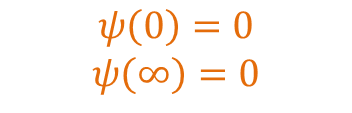 ψ(0) = 0
ψ(∞) = 0